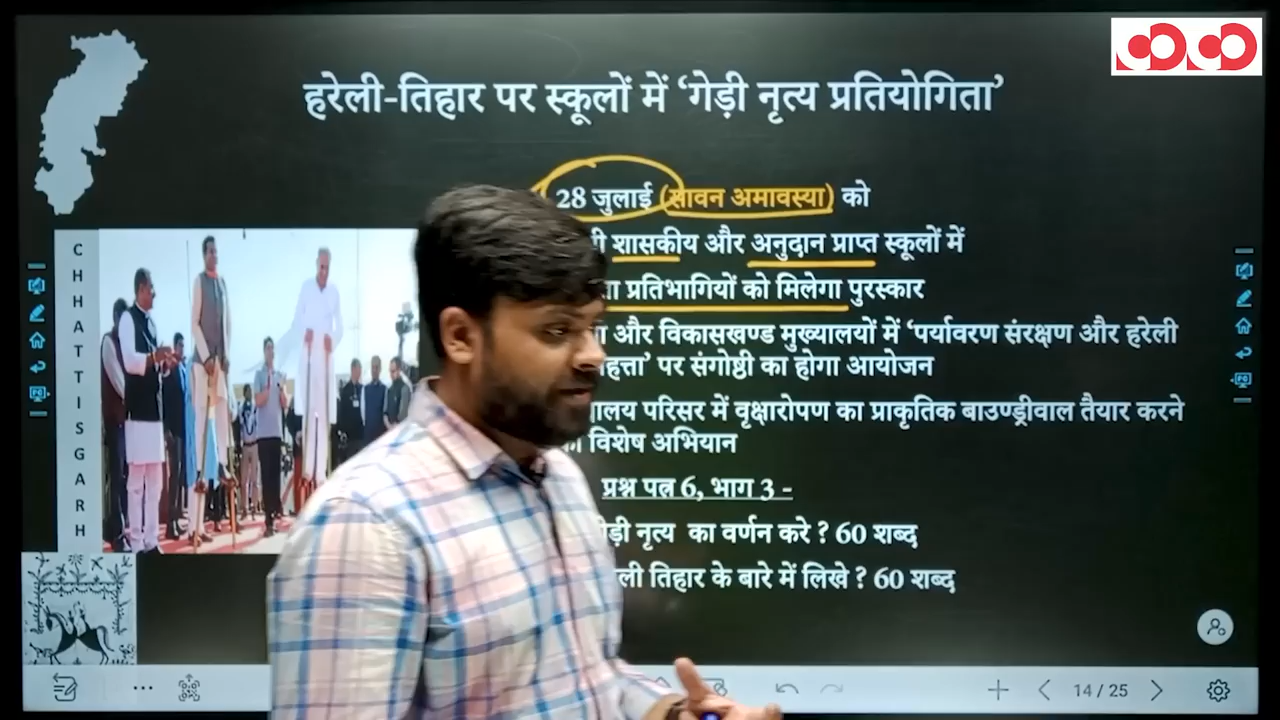 हरेली-तिहार पर स्कूलों में ‘गेड़ी नृत्य प्रतियोगिता’
28 जुलाई (सावन अमावस्या) को
शासकीय और अनुदान प्राप्त स्कूलों में
प्रतिभागियों को मिलेगा पुरस्कार
और विकासखण्ड मुख्यालयों में ‘पर्यावरण संरक्षण और हरेली
पर संगोष्ठी का होगा आयोजन
परिसर में वृक्षारोपण का प्राकृतिक बाउण्ड्रीवाल तैयार करने
विशेष अभियान
प्रश्न पत्र 6, भाग 3 -
नृत्य का वर्णन करे ? 60 शब्द
तिहार के बारे में लिखे ? 60 शब्द
CHHATTISGARH
14 / 25